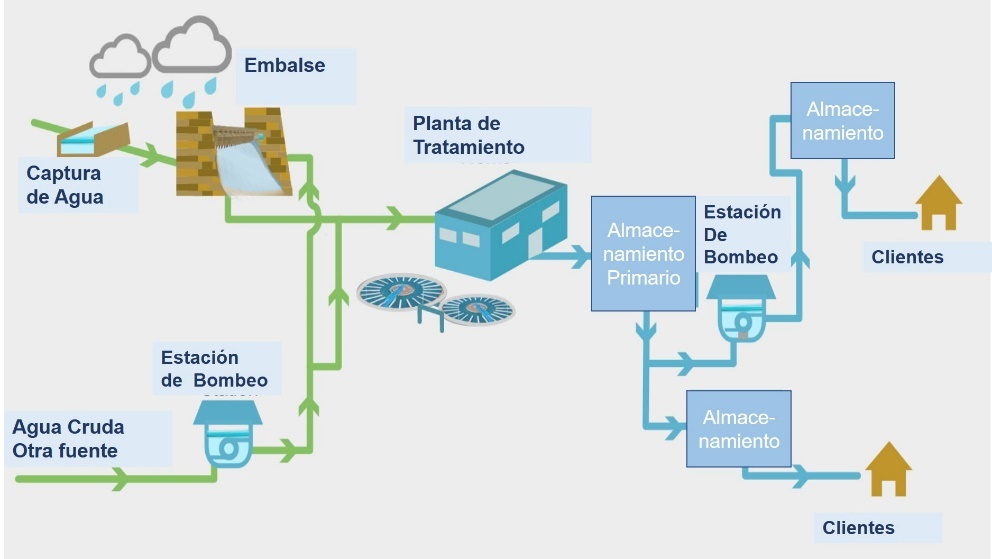 Embalse
Captura
de Agua
Planta de
Tratamiento
Almace-
namiento
Primario
Estación
De
Bombeo
Almace-
namiento
Clientes
Estación
de Bombeo
Agua Cruda
Otra fuente
Almace-
namiento
Clientes